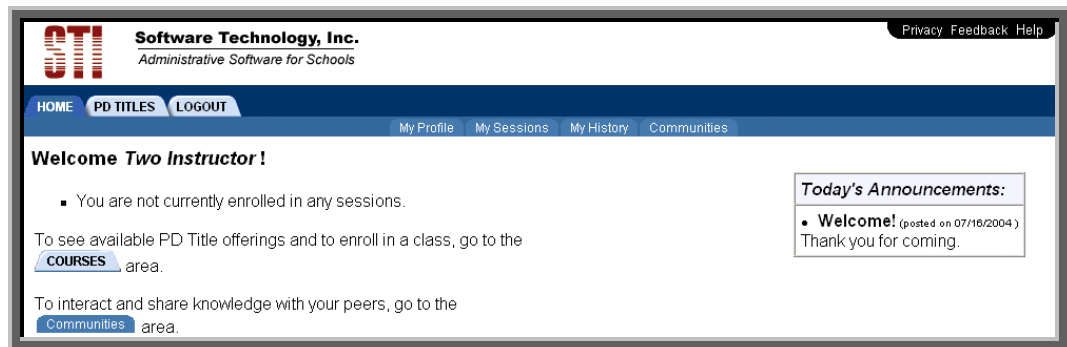 STI
Software Technology, Inc.
Administrative Software for Schools
Privacy Feedback Help
HOME PD TITLES LOGOUT
My Profile My Sessions My History Communities
Welcome Two Instructor!
▪ You are not currently enrolled in any sessions.
To see available PD Title offerings and to enroll in a class, go to the
COURSES area.
To interact and share knowledge with your peers, go to the
Communities area.
Today's Announcements:
• Welcome! (posted on 07/16/2004)
Thank you for coming.